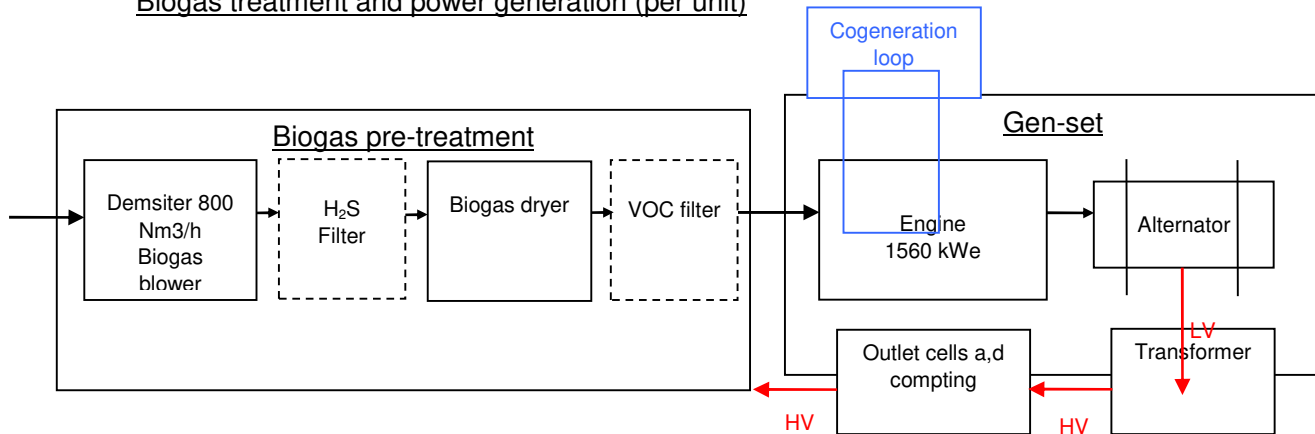 Biogas treatment and power generation (per unit)
Cogeneration
loop
Biogas pre-treatment
Gen-set
Demsiter 800
Nm3/h
Biogas
blower
H₂S
Filter
Biogas dryer
VOC filter
Engine
1560 kWe
Alternator
LV
Outlet cells a,d
compting
Transformer
HV
HV